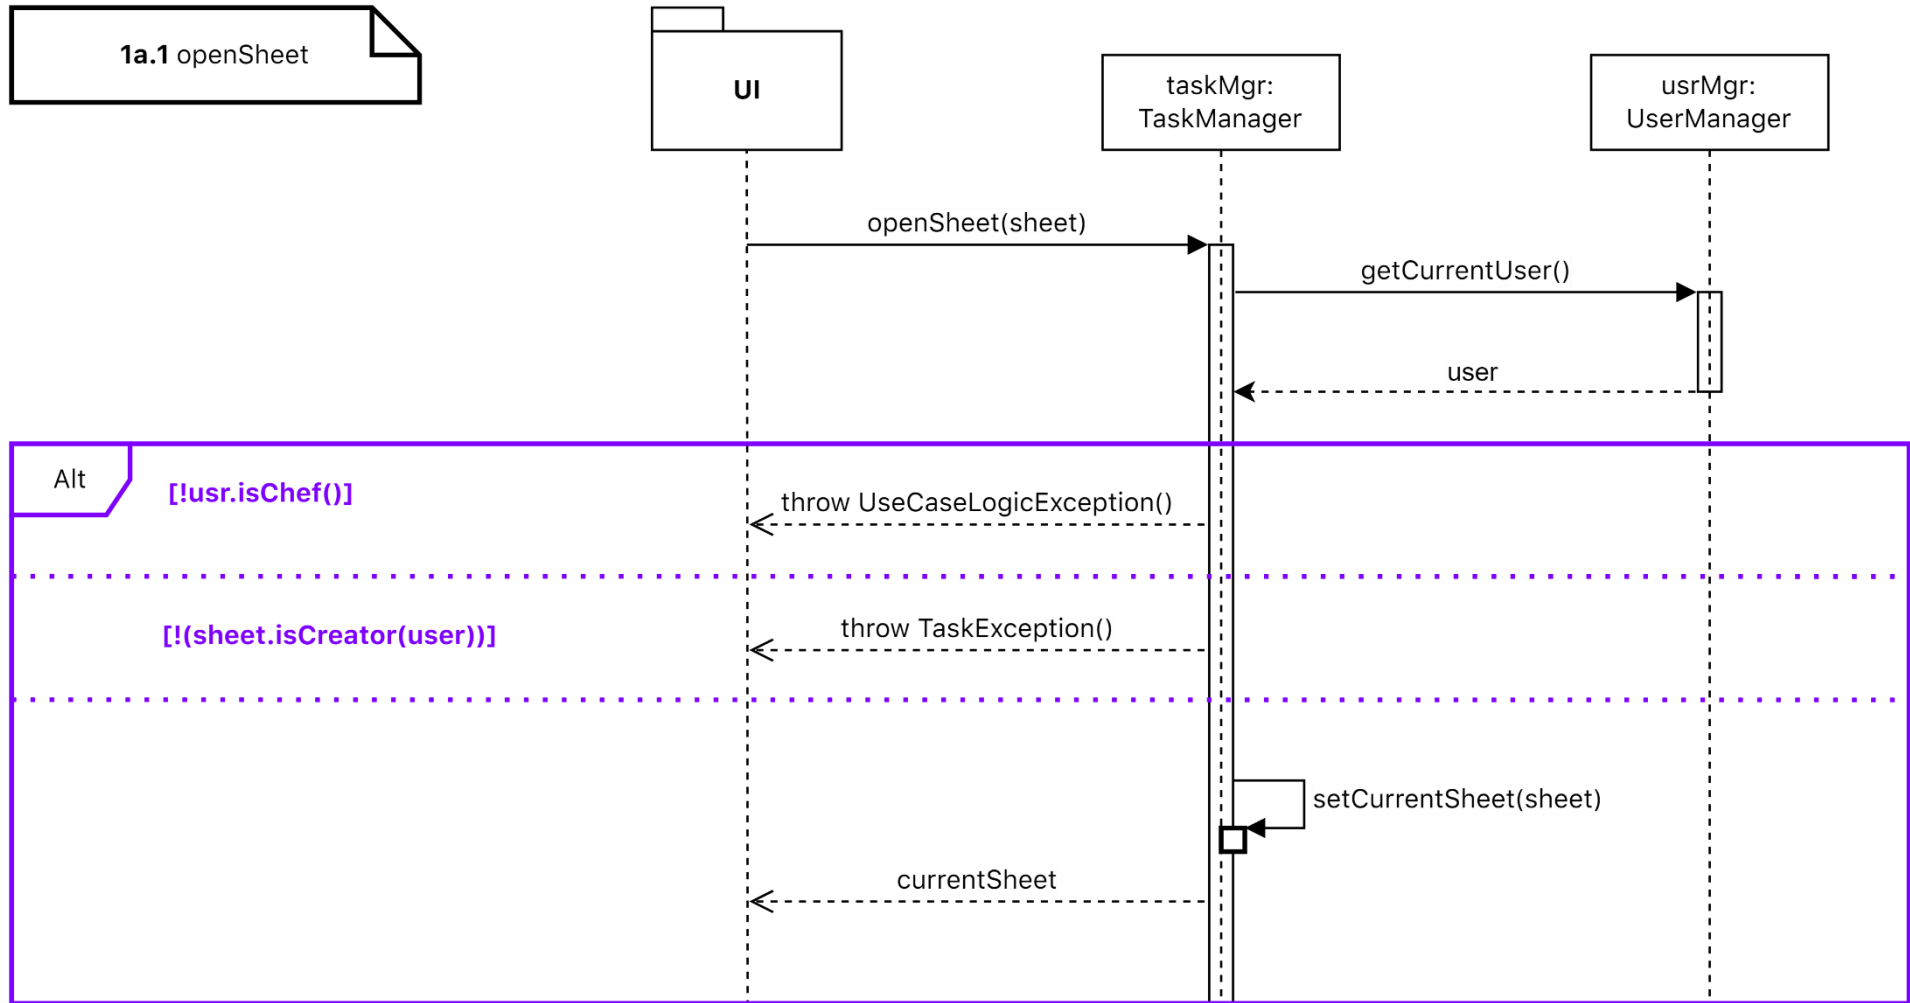 1a.1 openSheet
UI
taskMgr:
TaskManager
usrMgr:
UserManager
openSheet(sheet)
getCurrentUser()
user
Alt
[!usr.isChef()]
throw UseCaseLogicException()
[!(sheet.isCreator(user))]
throw TaskException()
setCurrentSheet(sheet)
currentSheet